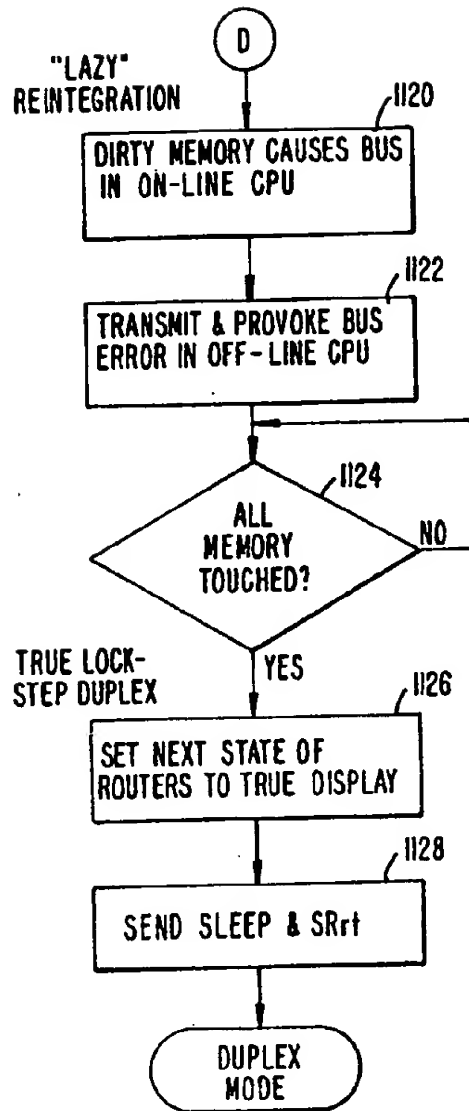 D
"LAZY"
REINTEGRATION
1120
DIRTY MEMORY CAUSES BUS
IN ON-LINE CPU
1122
TRANSMIT & PROVOKE BUS
ERROR IN OFF-LINE CPU
1124
ALL
MEMORY
TOUCHED?
NO
YES
TRUE LOCK-
STEP DUPLEX
1126
SET NEXT STATE OF
ROUTERS TO TRUE DISPLAY
1128
SEND SLEEP & SRrt
DUPLEX
MODE